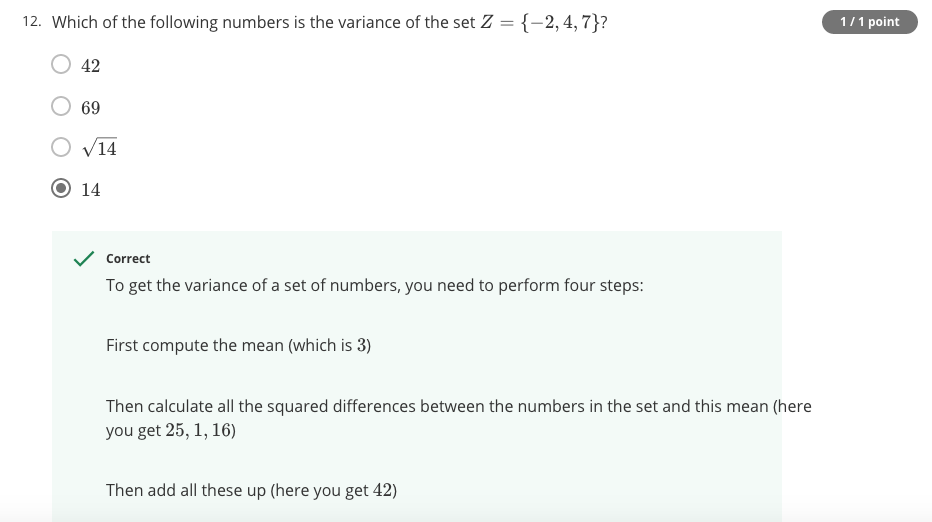 12. Which of the following numbers is the variance of the set Z = {−2, 4, 7}?
1 / 1 point
42
69
√14
14
Correct
To get the variance of a set of numbers, you need to perform four steps:
First compute the mean (which is 3)
Then calculate all the squared differences between the numbers in the set and this mean (here
you get 25, 1, 16)
Then add all these up (here you get 42)